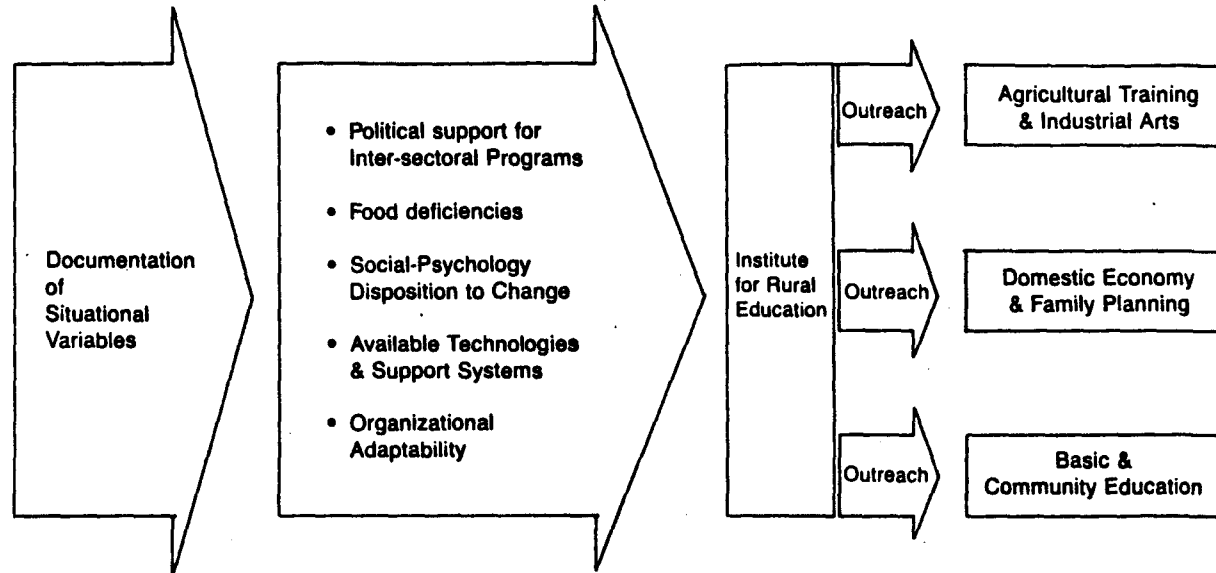 Documentation
of
Situational
Variables
• Political support for
Inter-sectoral Programs
• Food deficiencies
• Social-Psychology
Disposition to Change
• Available Technologies
& Support Systems
• Organizational
Adaptability
Institute
for Rural
Education
Outreach
Agricultural Training
& Industrial Arts
Outreach
Domestic Economy
& Family Planning
Outreach
Basic &
Community Education